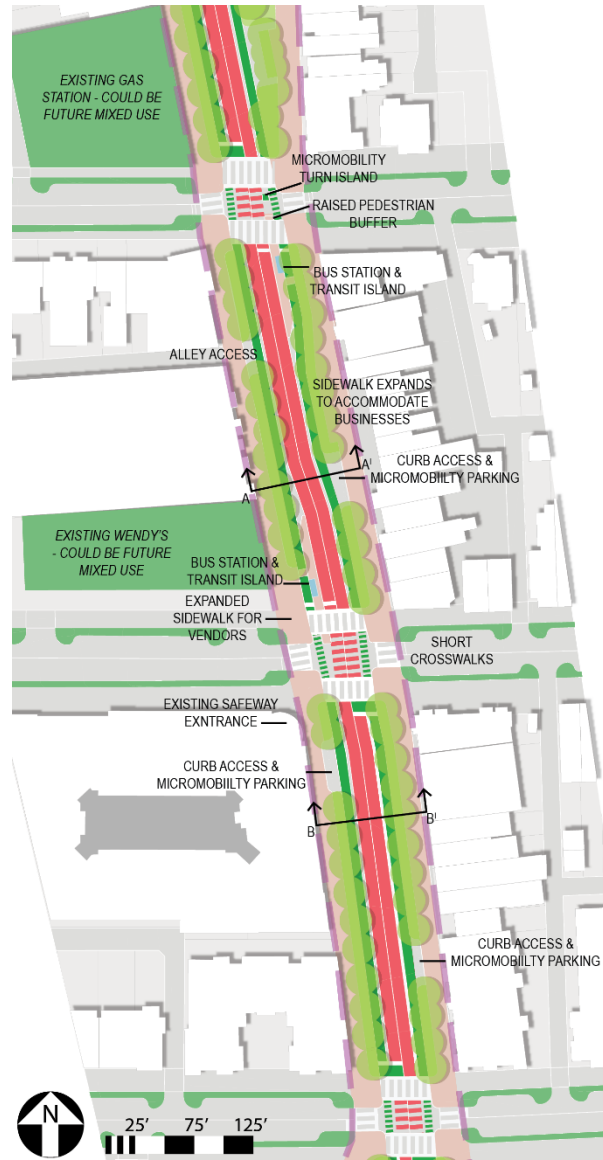 EXISTING GAS
STATION - COULD BE
FUTURE MIXED USE
MICROMOBILITY
TURN ISLAND
RAISED PEDESTRIAN
BUFFER
BUS STATION &
TRANSIT ISLAND
ALLEY ACCESS
SIDEWALK EXPANDS
TO ACCOMMODATE
BUSINESSES
A'
CURB ACCESS &
MICROMOBIILTY PARKING
A
EXISTING WENDY'S
- COULD BE FUTURE
MIXED USE
BUS STATION &
TRANSIT ISLAND
EXPANDED
SIDEWALK FOR
VENDORS
SHORT
CROSSWALKS
EXISTING SAFEWAY
EXNTRANCE
CURB ACCESS &
MICROMOBIILTY PARKING
B
B'
CURB ACCESS &
MICROMOBIILTY PARKING
N
25' 75' 125'